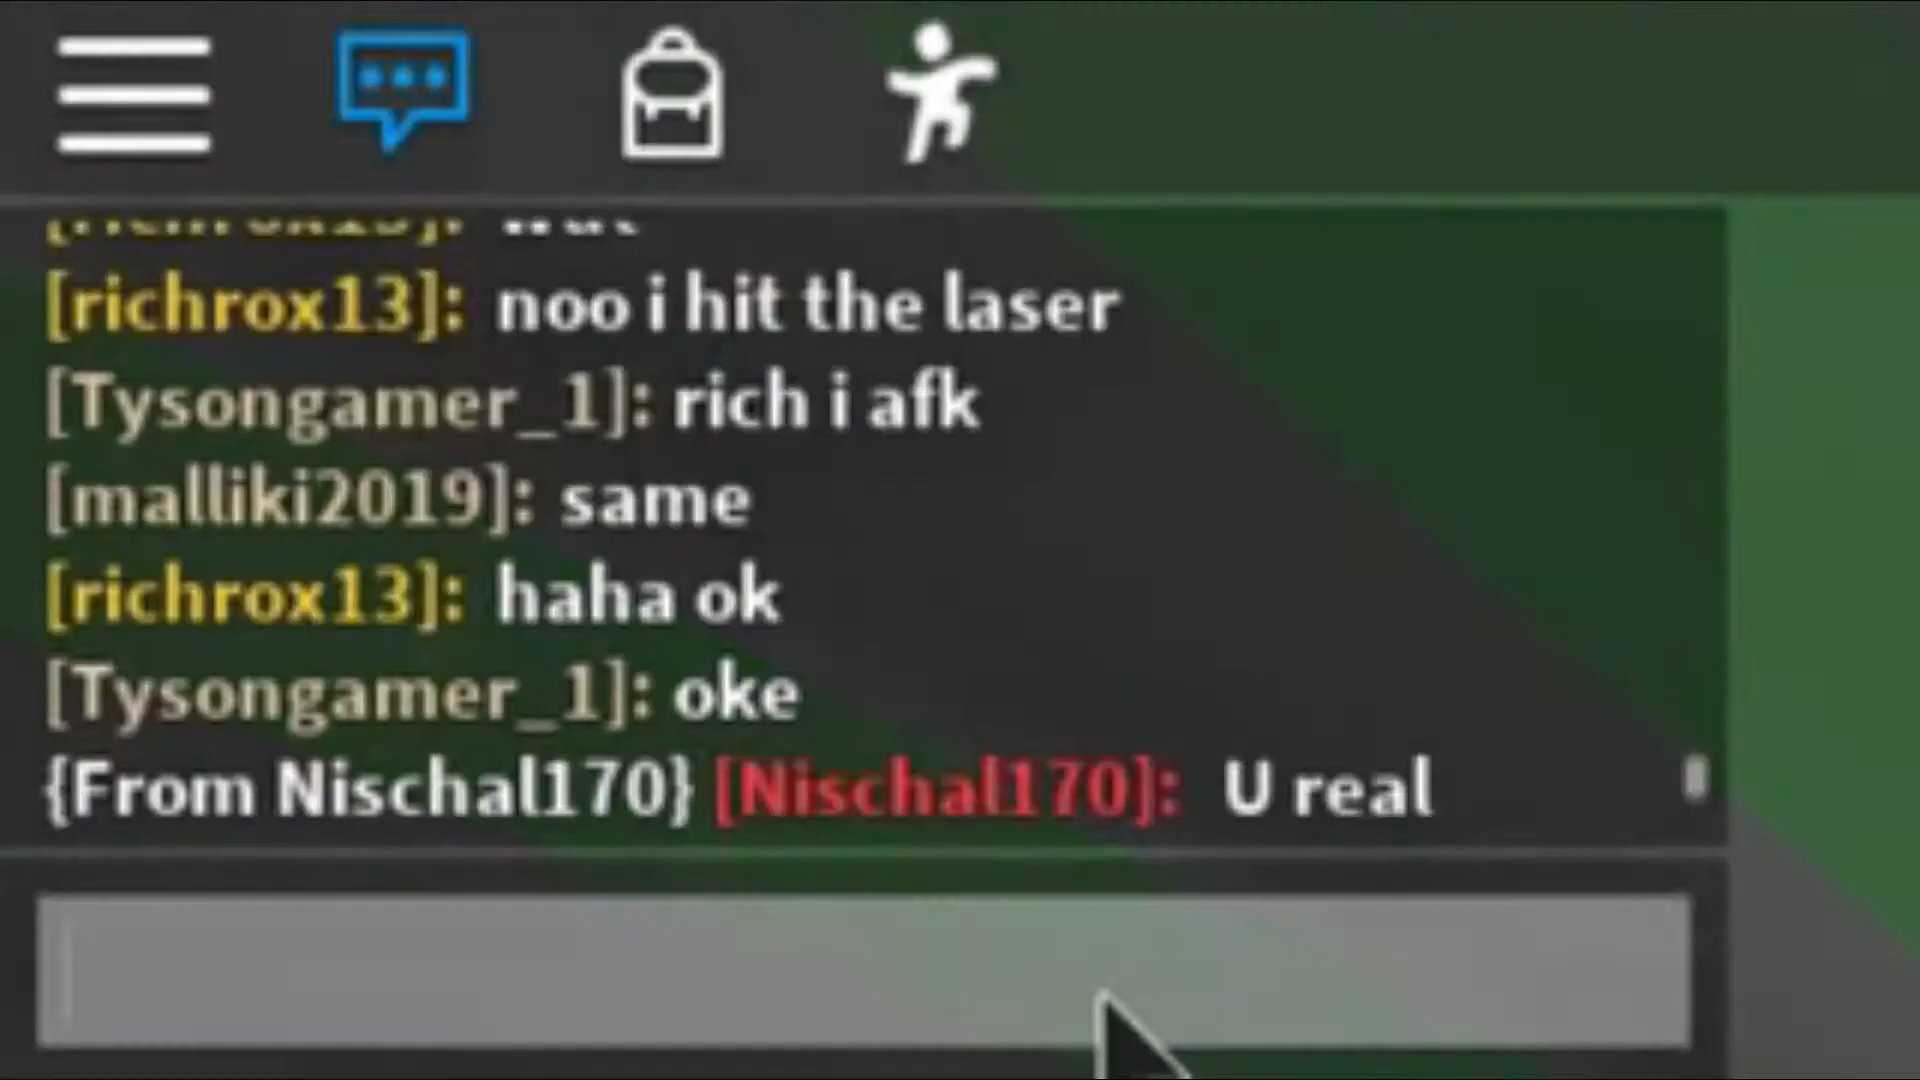 [richrox13]: noo i hit the laser
[Tysongamer_1]: rich i afk
[malliki2019]: same
[richrox13]: haha ok
[Tysongamer_1]: oke
{From Nischal170} [Nischal170]: U real